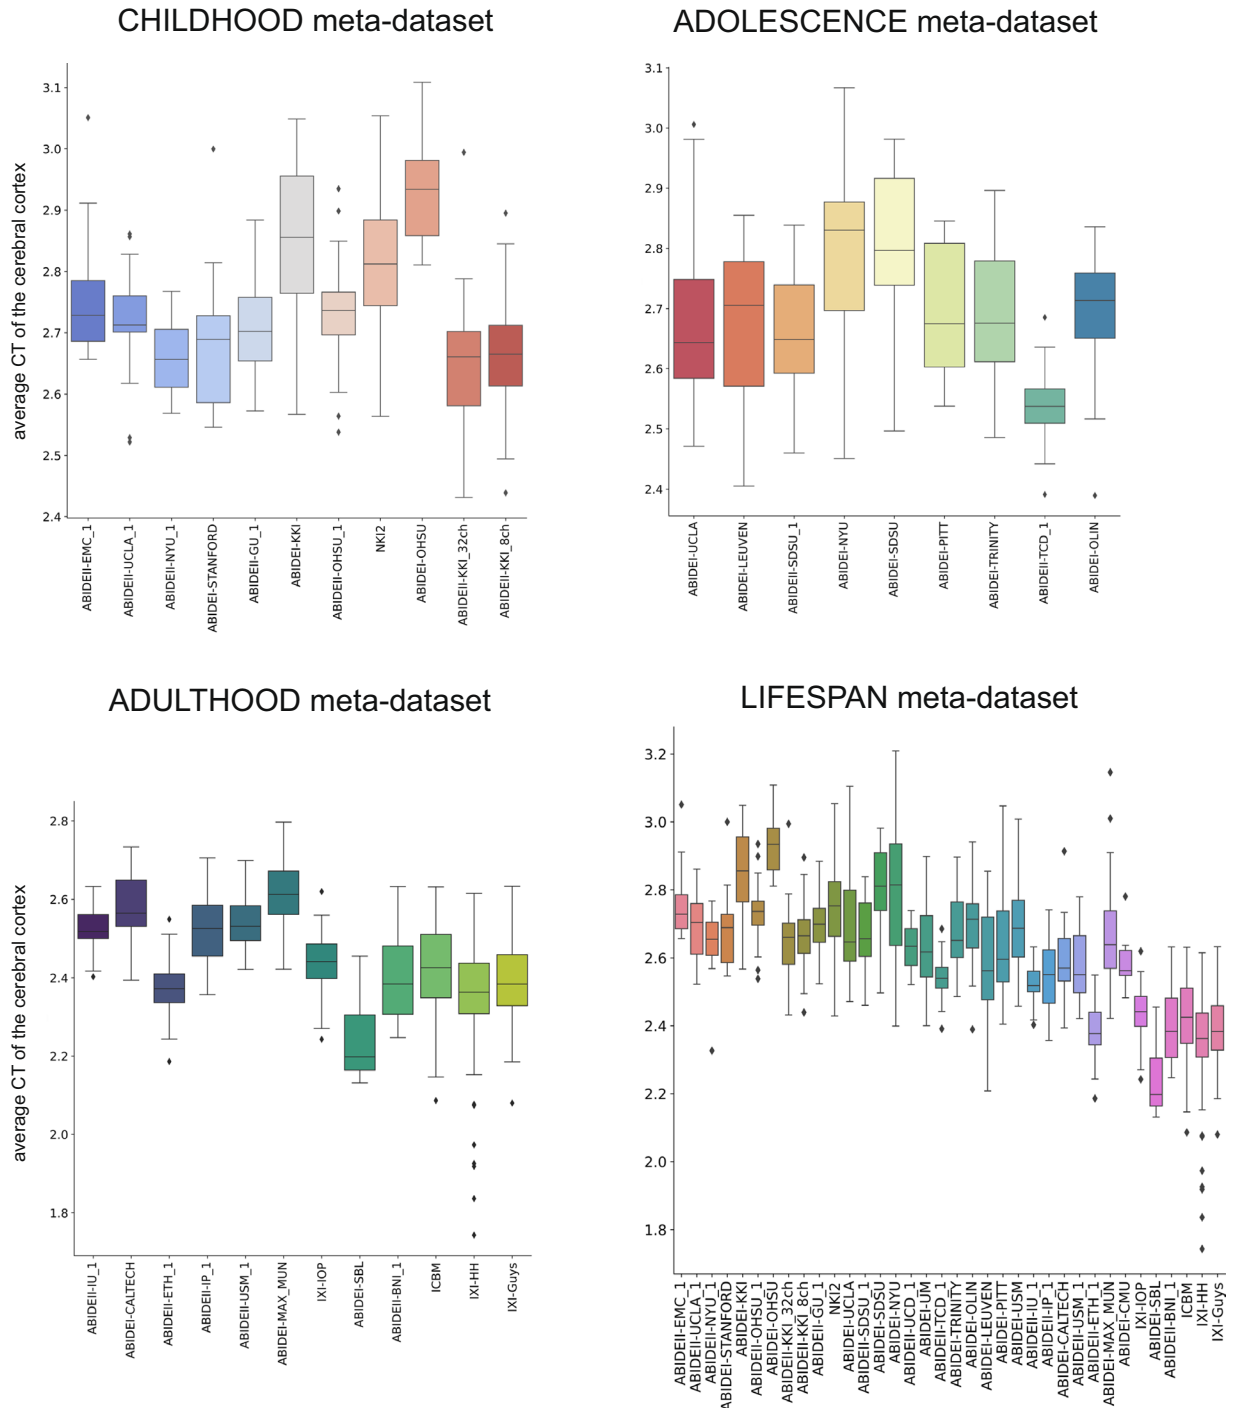 CHILDHOOD meta-dataset
average CT of the cerebral cortex
3.1
3.0
2.9
2.8
2.7
2.6
2.5
2.4
ABIDEII-EMC_1
ABIDEII-UCLA_1
ABIDEII-NYU_1
ABIDEI-STANFORD
ABIDEII-GU_1
ABIDEI-KKI
ABIDEII-OHSU_1
NKI2
ABIDEI-OHSU
ABIDEII-KKI_32ch
ABIDEII-KKI_8ch
ADOLESCENCE meta-dataset
3.1
3.0
2.9
2.8
2.7
2.6
2.5
2.4
ABIDEI-UCLA
ABIDEI-LEUVEN
ABIDEII-SDSU_1
ABIDEI-NYU
ABIDEI-SDSU
ABIDEI-PITT
ABIDEI-TRINITY
ABIDEII-TCD_1
ABIDEI-OLIN
ADULTHOOD meta-dataset
average CT of the cerebral cortex
2.8
2.6
2.4
2.2
2.0
1.8
ABIDEII-IU_1
ABIDEI-CALTECH
ABIDEII-ETH_1
ABIDEII-IP_1
ABIDEII-USM_1
ABIDEI-MAX_MUN
IXI-IOP
ABIDEI-SBL
ABIDEII-BNI_1
ICBM
IXI-HH
IXI-Guys
LIFESPAN meta-dataset
3.2
3.0
2.8
2.6
2.4
2.2
2.0
1.8
ABIDEII-EMC_1
ABIDEII-UCLA_1
ABIDEII-NYU_1
ABIDEI-STANFORD
ABIDEI-KKI
ABIDEII-OHSU_1
ABIDEI-OHSU
ABIDEII-KKI_32ch
ABIDEII-KKI_8ch
ABIDEII-GU_1
NKI2
ABIDEI-UCLA
ABIDEII-SDSU_1
ABIDEI-SDSU
ABIDEI-NYU
ABIDEII-UCD_1
ABIDEI-UM
ABIDEII-TCD_1
ABIDEI-TRINITY
ABIDEI-OLIN
ABIDEI-LEUVEN
ABIDEI-PITT
ABIDEI-USM
ABIDEII-IU_1
ABIDEII-IP_1
ABIDEI-CALTECH
ABIDEII-USM_1
ABIDEII-ETH_1
ABIDEI-MAX_MUN
ABIDEI-CMU
IXI-IOP
ABIDEI-SBL
ABIDEII-BNI_1
ICBM
IXI-HH
IXI-Guys